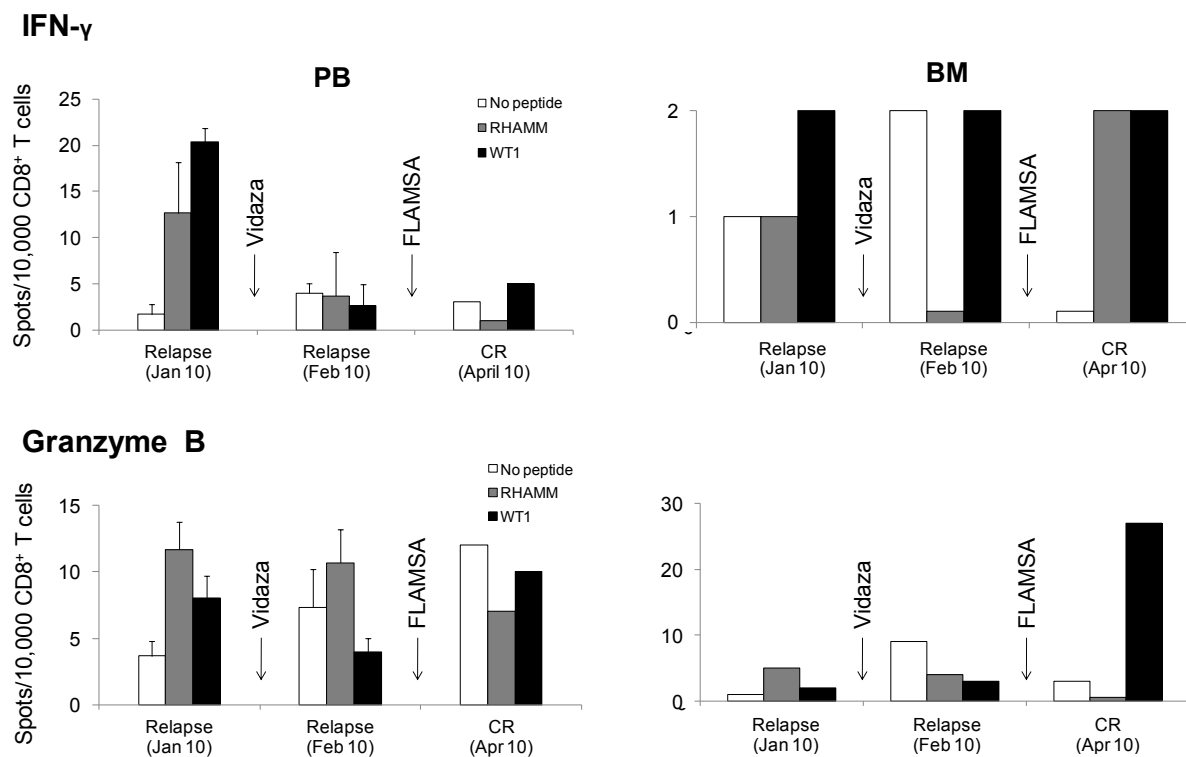 IFN-γ
PB
BM
Spots/10,000 CD8⁺ T cells
25
20
15
10
5
0
No peptide
RHAMM
WT1
Vidaza
FLAMSA
Relapse
(Jan 10)
Relapse
(Feb 10)
CR
(April 10)
2
1
0
Vidaza
FLAMSA
Relapse
(Jan 10)
Relapse
(Feb 10)
CR
(Apr 10)
Granzyme B
Spots/10,000 CD8⁺ T cells
15
10
5
0
No peptide
RHAMM
WT1
Vidaza
FLAMSA
Relapse
(Jan 10)
Relapse
(Feb 10)
CR
(Apr 10)
30
20
10
0
Vidaza
FLAMSA
Relapse
(Jan 10)
Relapse
(Feb 10)
CR
(Apr 10)